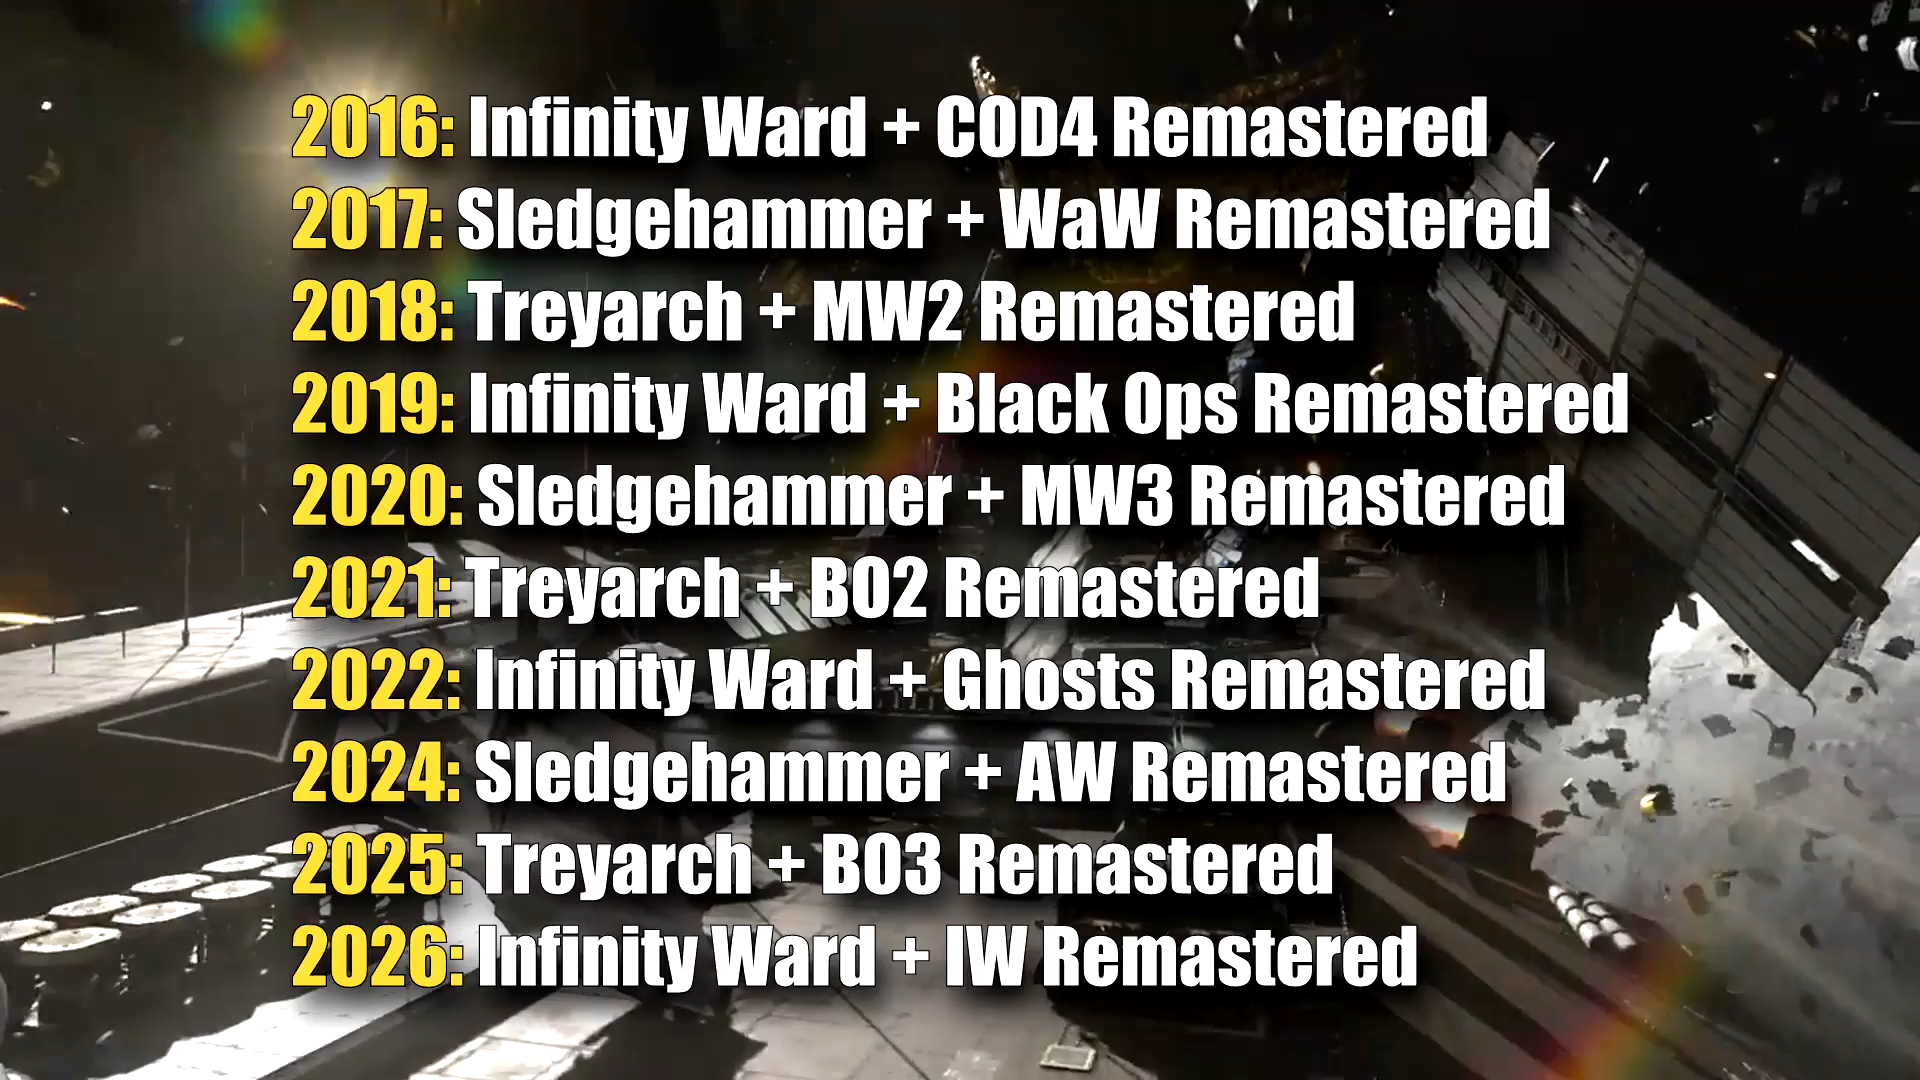 2016: Infinity Ward + COD4 Remastered
2017: Sledgehammer + WaW Remastered
2018: Treyarch + MW2 Remastered
2019: Infinity Ward + Black Ops Remastered
2020: Sledgehammer + MW3 Remastered
2021: Treyarch + BO2 Remastered
2022: Infinity Ward + Ghosts Remastered
2024: Sledgehammer + AW Remastered
2025: Treyarch + BO3 Remastered
2026: Infinity Ward + IW Remastered